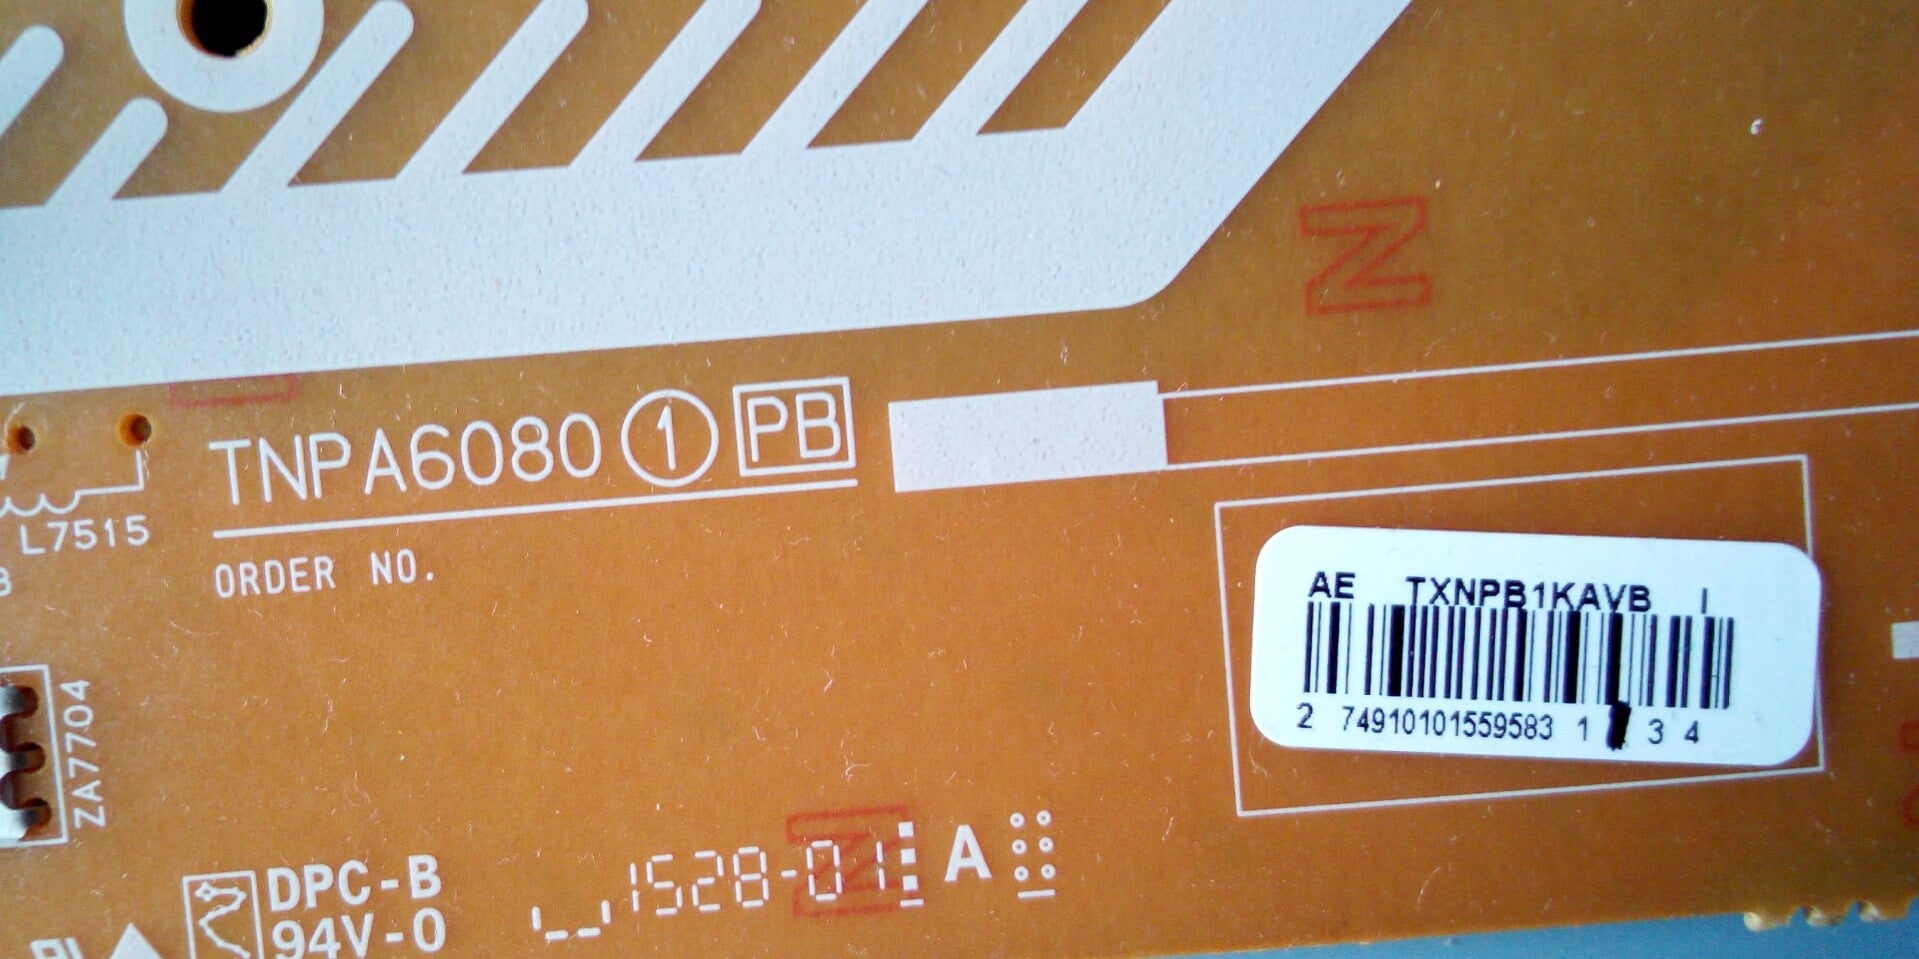 TNPA6080 1 PB
L7515
ORDER NO.
AE TXNPB1KAVB I
2 74910101559583 1 3 4
ZA7704
DPC-B
94V-0
1528-01 A
N
N